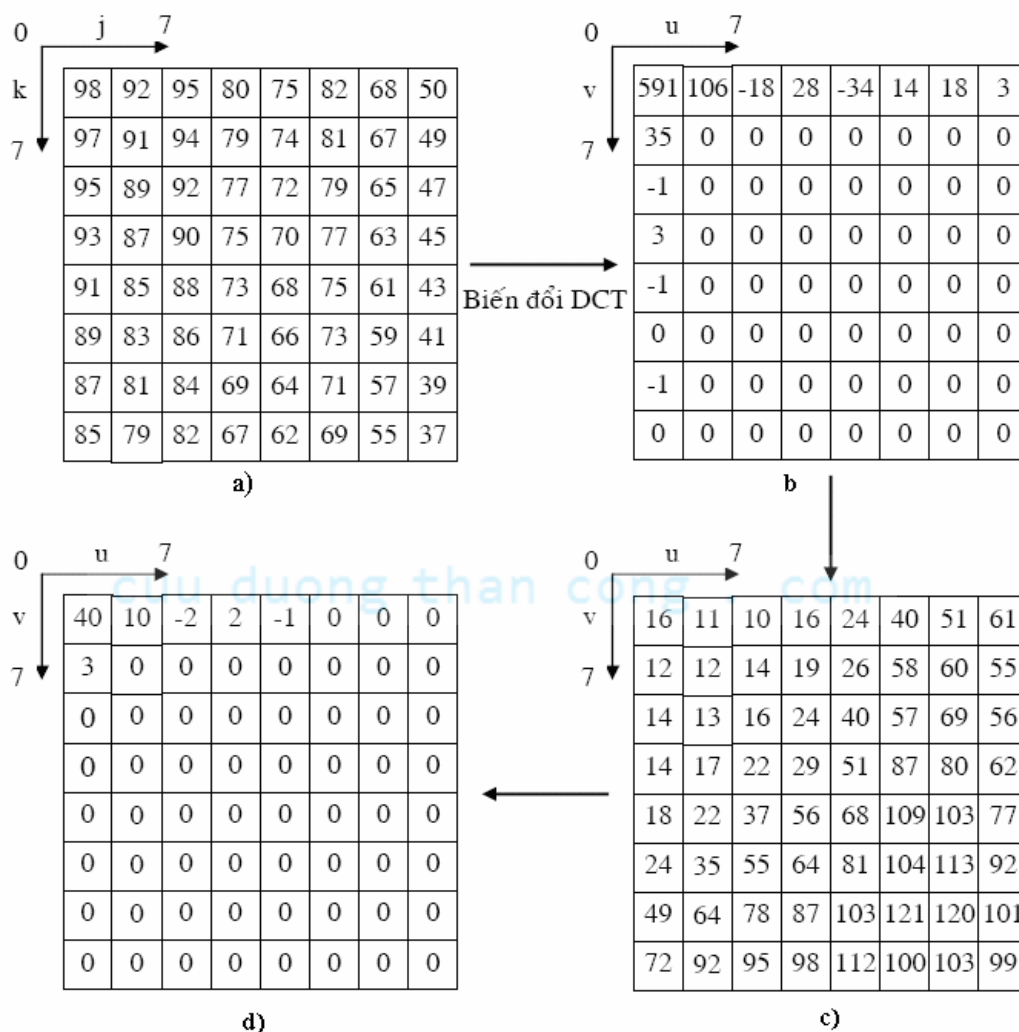 0 j 7
k
7
98 92 95 80 75 82 68 50
97 91 94 79 74 81 67 49
95 89 92 77 72 79 65 47
93 87 90 75 70 77 63 45
91 85 88 73 68 75 61 43
89 83 86 71 66 73 59 41
87 81 84 69 64 71 57 39
85 79 82 67 62 69 55 37
a)
Biến đổi DCT
0 u 7
v
7
591 106 -18 28 -34 14 18 3
35 0 0 0 0 0 0 0
-1 0 0 0 0 0 0 0
3 0 0 0 0 0 0 0
-1 0 0 0 0 0 0 0
0 0 0 0 0 0 0 0
-1 0 0 0 0 0 0 0
0 0 0 0 0 0 0 0
b
cuu duong than cong . com
0 u 7
v
7
40 10 -2 2 -1 0 0 0
3 0 0 0 0 0 0 0
0 0 0 0 0 0 0 0
0 0 0 0 0 0 0 0
0 0 0 0 0 0 0 0
0 0 0 0 0 0 0 0
0 0 0 0 0 0 0 0
0 0 0 0 0 0 0 0
d)
0 u 7
v
7
16 11 10 16 24 40 51 61
12 12 14 19 26 58 60 55
14 13 16 24 40 57 69 56
14 17 22 29 51 87 80 62
18 22 37 56 68 109 103 77
24 35 55 64 81 104 113 92
49 64 78 87 103 121 120 101
72 92 95 98 112 100 103 99
c)